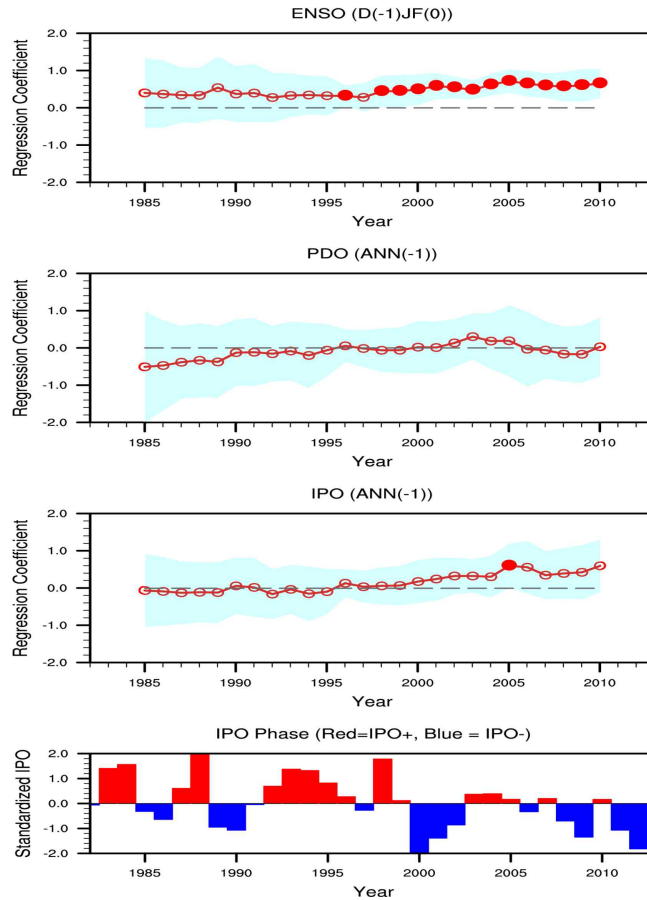 ENSO (D(-1)JF(0))
2.0
1.0
0.0
-1.0
-2.0
Regression Coefficient
1985 1990 1995 2000 2005 2010
Year
PDO (ANN(-1))
2.0
1.0
0.0
-1.0
-2.0
Regression Coefficient
1985 1990 1995 2000 2005 2010
Year
IPO (ANN(-1))
2.0
1.0
0.0
-1.0
-2.0
Regression Coefficient
1985 1990 1995 2000 2005 2010
Year
IPO Phase (Red=IPO+, Blue = IPO-)
2.0
1.0
0.0
-1.0
-2.0
Standardized IPO
1985 1990 1995 2000 2005 2010
Year